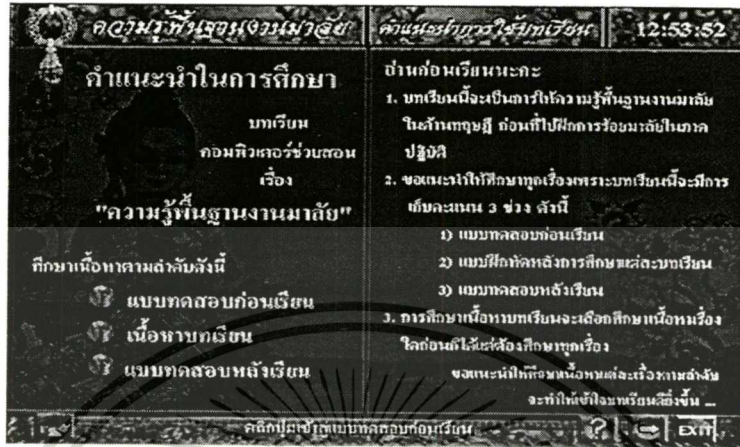 ความรู้พื้นฐานงานมาลัย
คำแนะนำการใช้บทเรียน
12:53:52
คำแนะนำในการศึกษา
บทเรียน
คอมพิวเตอร์ช่วยสอน
เรื่อง
"ความรู้พื้นฐานงานมาลัย"
ศึกษาเนื้อหาตามลำดับดังนี้
แบบทดสอบก่อนเรียน
เนื้อหาบทเรียน
แบบทดสอบหลังเรียน
อ่านก่อนเรียนนะคะ
1. บทเรียนนี้จะเป็นการให้ความรู้พื้นฐานงานมาลัย
ในด้านทฤษฎี ก่อนที่ไปฝึกการร้อยมาลัยในภาค
ปฏิบัติ
2. ขอแนะนำให้ศึกษาทุกเรื่องเพราะบทเรียนนี้จะมีการ
เก็บคะแนน 3 ช่วง ดังนี้
1) แบบทดสอบก่อนเรียน
2) แบบฝึกหัดหลังการศึกษาแต่ละบทเรียน
3) แบบทดสอบหลังเรียน
3. การศึกษาเนื้อหาบทเรียนจะเลือกศึกษาเนื้อหาเรื่อง
ใดก่อนก็ได้แต่ต้องศึกษาทุกเรื่อง
ขอแนะนำให้ศึกษาเนื้อหาแต่ละเรื่องตามลำดับ
จะทำให้เข้าใจบทเรียนดียิ่งขึ้น ...
คลิกปุ่มเข้าสู่แบบทดสอบก่อนเรียน
?
EXIT